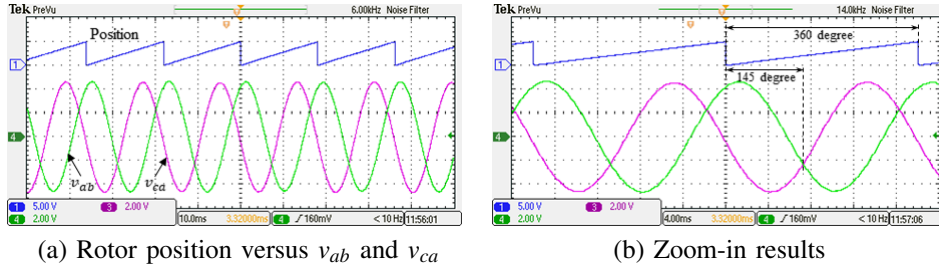 Tek PreVu
6.00kHz Noise Filter
Position
1
4
v_ab
v_ca
1 5.00 V 3 2.00 V
4 2.00 V
10.0ms
3.32000ms
4 160mV
< 10 Hz
11:56:01
(a) Rotor position versus v_ab and v_ca
Tek PreVu
14.0kHz Noise Filter
360 degree
145 degree
1
4
1 5.00 V 3 2.00 V
4 2.00 V
4.00ms
3.32000ms
4 160mV
< 10 Hz
11:57:06
(b) Zoom-in results